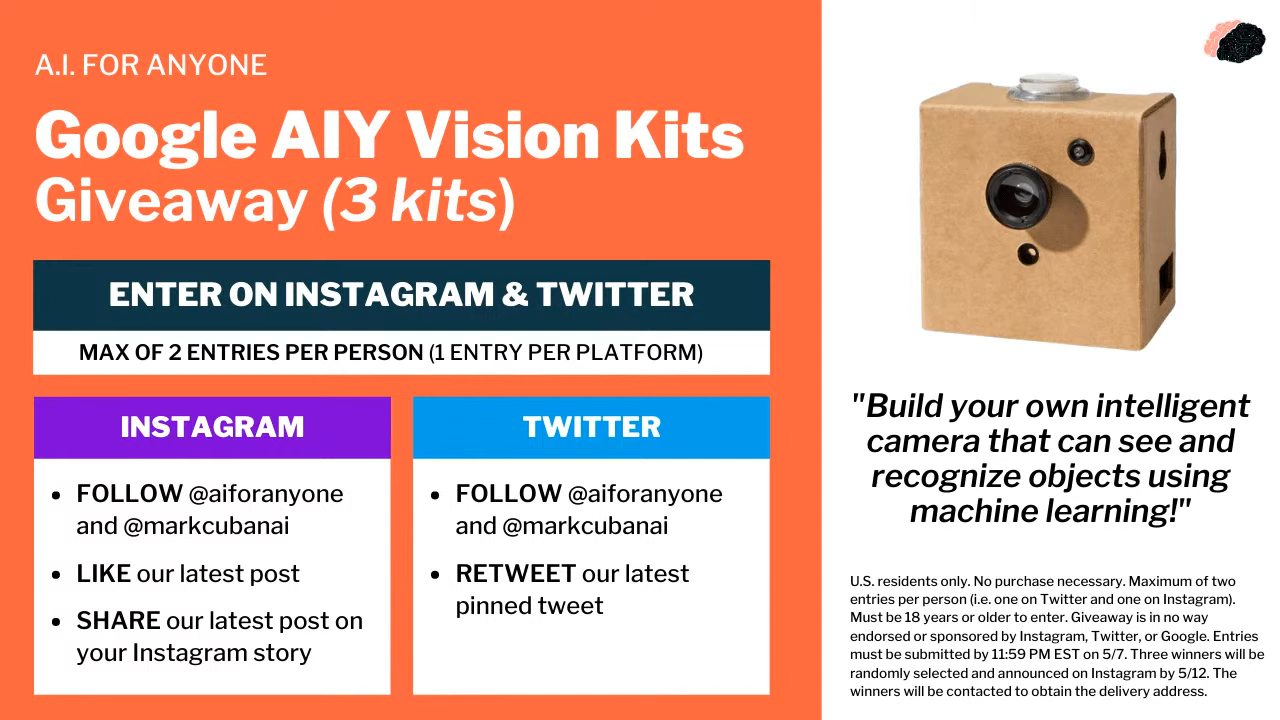 A.I. FOR ANYONE
Google AIY Vision Kits
Giveaway (3 kits)
ENTER ON INSTAGRAM & TWITTER
MAX OF 2 ENTRIES PER PERSON (1 ENTRY PER PLATFORM)
INSTAGRAM
• FOLLOW @aiforanyone
and @markcubanai
• LIKE our latest post
• SHARE our latest post on
your Instagram story
TWITTER
• FOLLOW @aiforanyone
and @markcubanai
• RETWEET our latest
pinned tweet
"Build your own intelligent
camera that can see and
recognize objects using
machine learning!"
U.S. residents only. No purchase necessary. Maximum of two
entries per person (i.e. one on Twitter and one on Instagram).
Must be 18 years or older to enter. Giveaway is in no way
endorsed or sponsored by Instagram, Twitter, or Google. Entries
must be submitted by 11:59 PM EST on 5/7. Three winners will be
randomly selected and announced on Instagram by 5/12. The
winners will be contacted to obtain the delivery address.